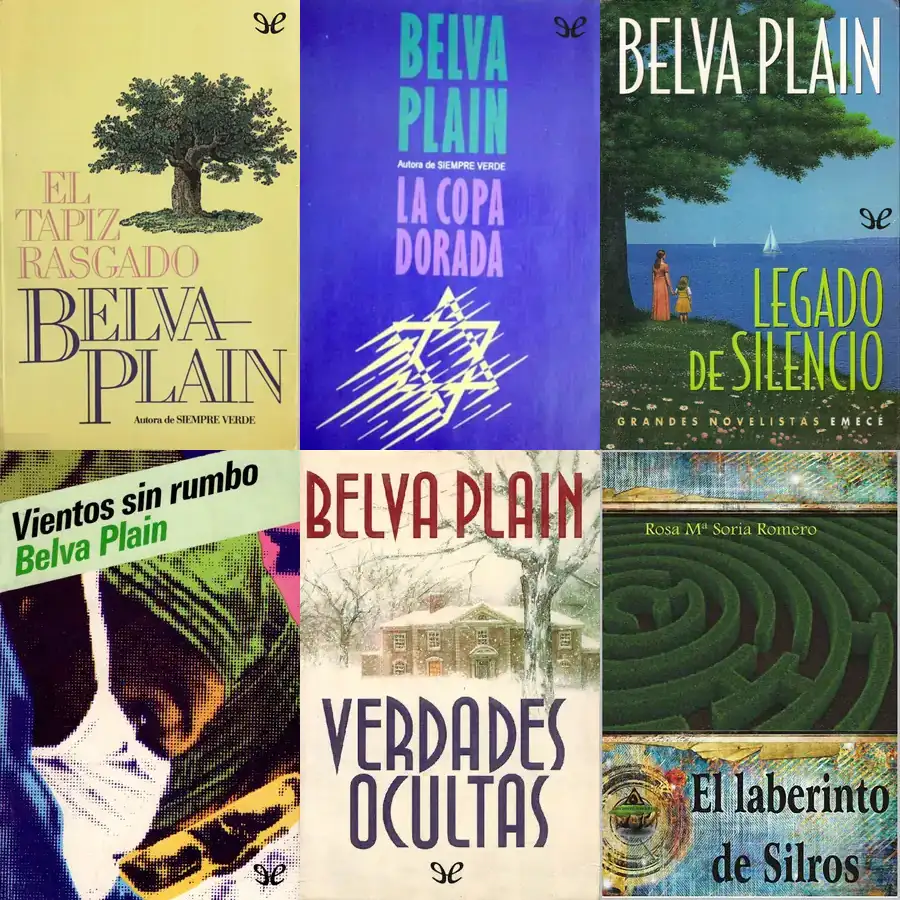 EL
TAPIZ
RASGADO
BELVA
PLAIN
Autora de SIEMPRE VERDE
BELVA
PLAIN
Autora de SIEMPRE VERDE
LA COPA
DORADA
BELVA PLAIN
LEGADO
DE SILENCIO
GRANDES NOVELISTAS EMECÉ
Vientos sin rumbo
Belva Plain
BELVA PLAIN
VERDADES
OCULTAS
Rosa Mª Soria Romero
El laberinto
de Silros